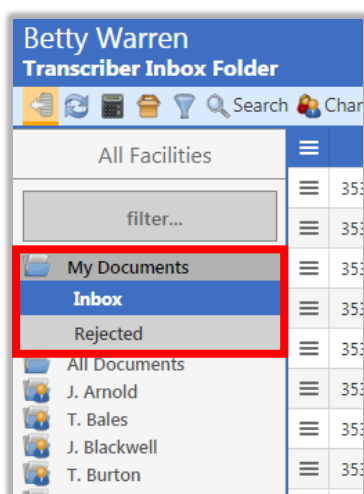 Betty Warren
Transcriber Inbox Folder
Search
All Facilities
filter...
My Documents
Inbox
Rejected
All Documents
J. Arnold
T. Bales
J. Blackwell
T. Burton